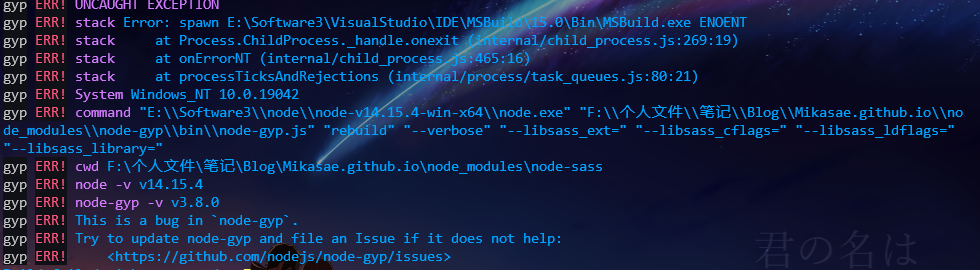 gyp ERR! UNCAUGHT EXCEPTION
gyp ERR! stack Error: spawn E:\Software3\VisualStudio\IDE\MSBuild\15.0\Bin\MSBuild.exe ENOENT
gyp ERR! stack     at Process.ChildProcess._handle.onexit (internal/child_process.js:269:19)
gyp ERR! stack     at onErrorNT (internal/child_process.js:465:16)
gyp ERR! stack     at processTicksAndRejections (internal/process/task_queues.js:80:21)
gyp ERR! System Windows_NT 10.0.19042
gyp ERR! command "E:\\Software3\\node\\node-v14.15.4-win-x64\\node.exe" "F:\\个人文件\\笔记\\Blog\\Mikasae.github.io\\no
de_modules\\node-gyp\\bin\\node-gyp.js" "rebuild" "--verbose" "--libsass_ext=" "--libsass_cflags=" "--libsass_ldflags="
"--libsass_library="
gyp ERR! cwd F:\个人文件\笔记\Blog\Mikasae.github.io\node_modules\node-sass
gyp ERR! node -v v14.15.4
gyp ERR! node-gyp -v v3.8.0
gyp ERR! This is a bug in `node-gyp`.
gyp ERR! Try to update node-gyp and file an Issue if it does not help:
gyp ERR!     <https://github.com/nodejs/node-gyp/issues>
君の名は